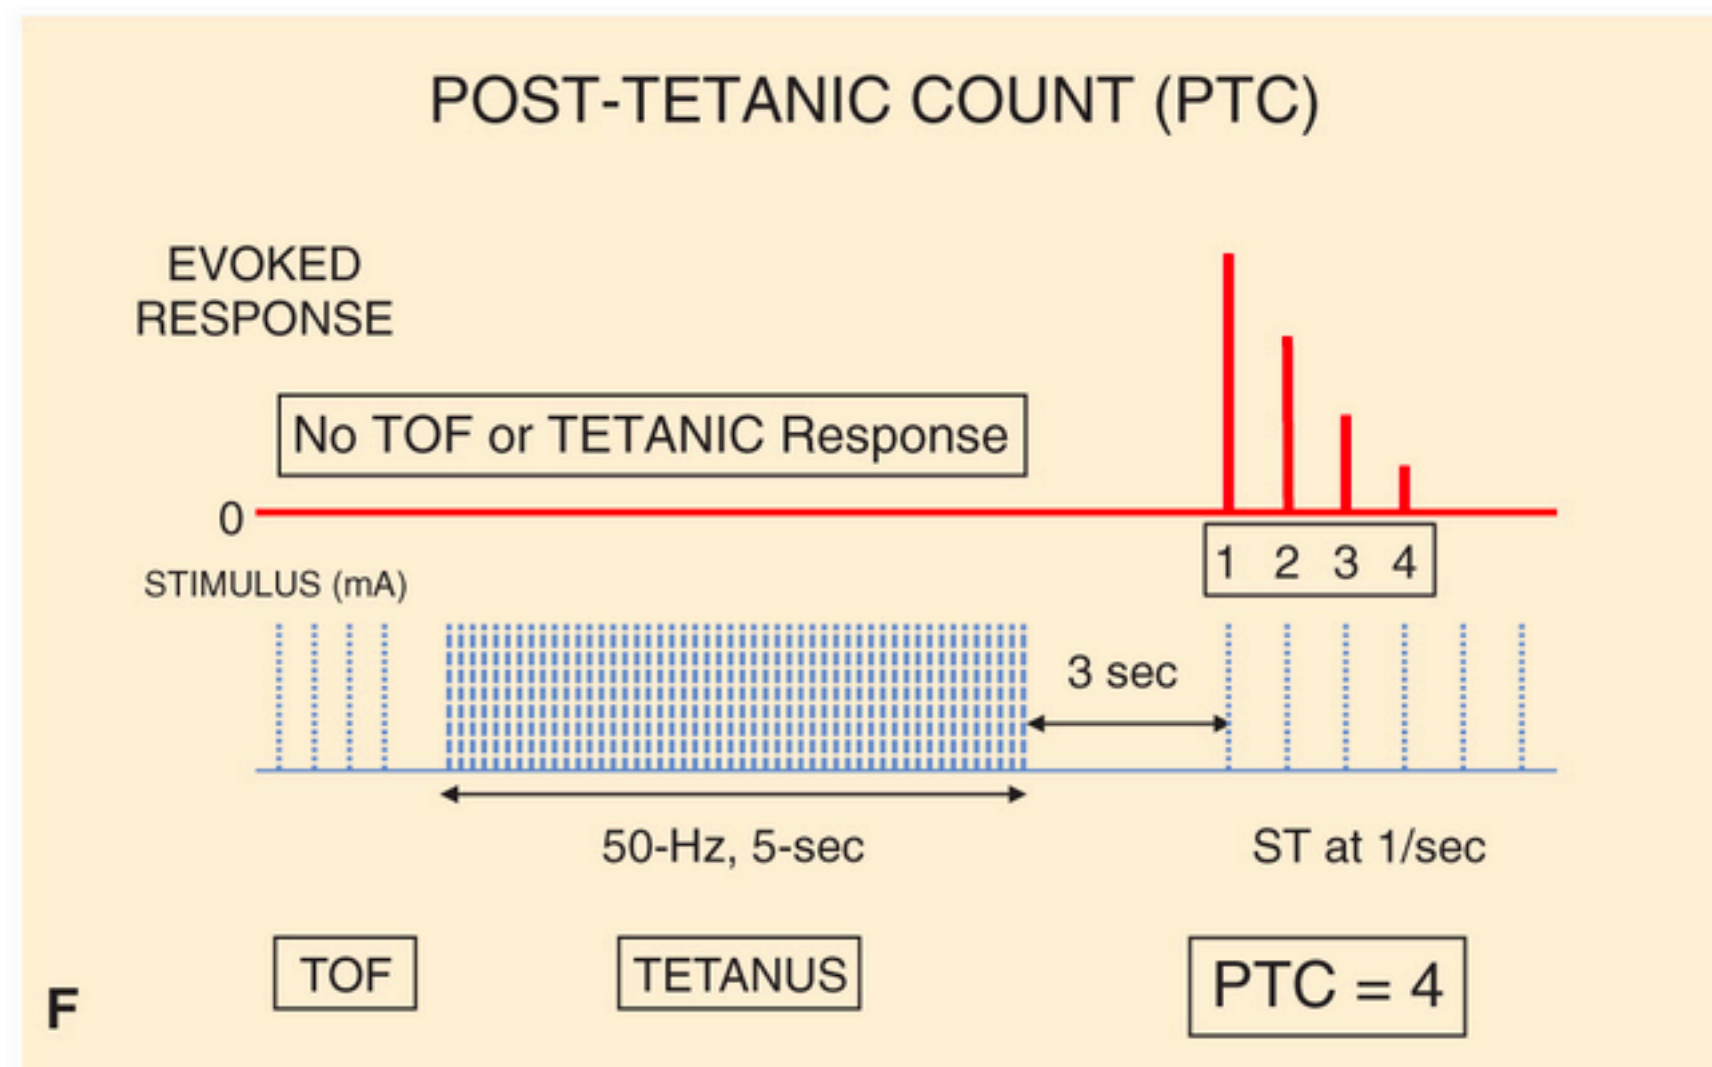 POST-TETANIC COUNT (PTC)
EVOKED
RESPONSE
No TOF or TETANIC Response
0
1 2 3 4
STIMULUS (mA)
3 sec
50-Hz, 5-sec
ST at 1/sec
TOF
TETANUS
PTC = 4
F